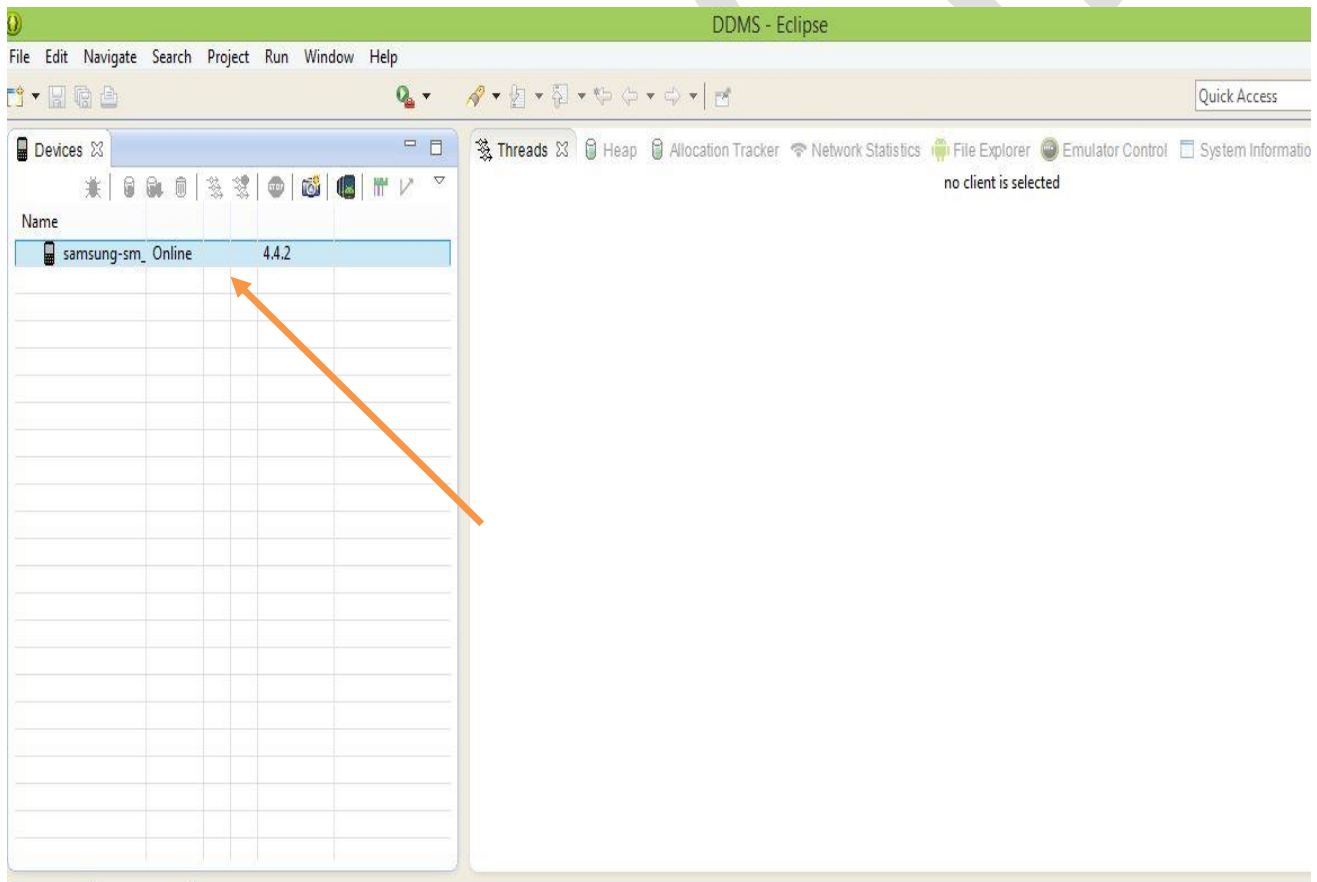 DDMS - Eclipse
File Edit Navigate Search Project Run Window Help
Quick Access
Devices
Threads Heap Allocation Tracker Network Statistics File Explorer Emulator Control System Informatio
no client is selected
Name
samsung-sm_ Online 4.4.2